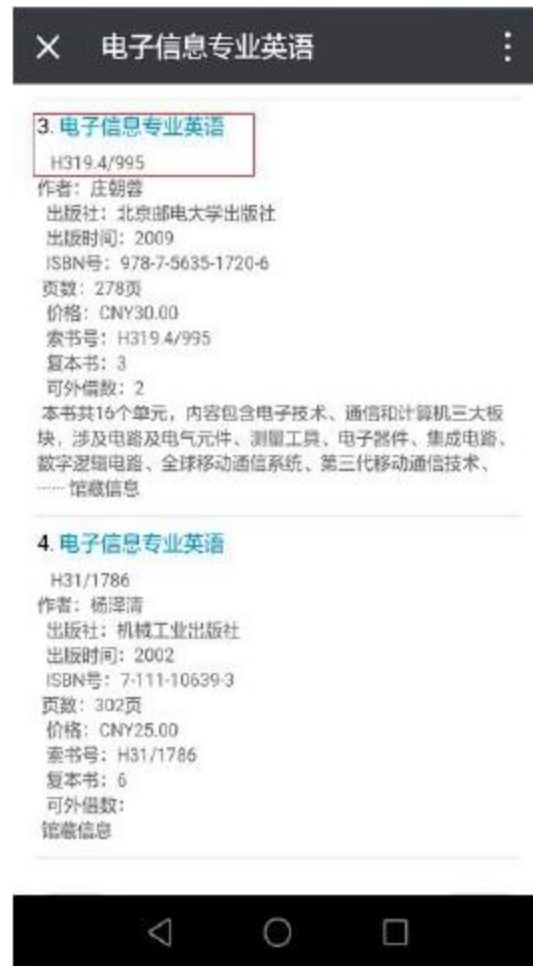 电子信息专业英语
3. 电子信息专业英语
H319.4/995
作者：庄朝蓉
出版社：北京邮电大学出版社
出版时间：2009
ISBN号：978-7-5635-1720-6
页数：278页
价格：CNY30.00
索书号：H319.4/995
复本书：3
可外借数：2
本书共16个单元，内容包含电子技术、通信和计算机三大板
块，涉及电路及电气元件、测量工具、电子器件、集成电路、
数字逻辑电路、全球移动通信系统、第三代移动通信技术、
······ 馆藏信息
4. 电子信息专业英语
H31/1786
作者：杨泽清
出版社：机械工业出版社
出版时间：2002
ISBN号：7-111-10639-3
页数：302页
价格：CNY25.00
索书号：H31/1786
复本书：6
可外借数：
馆藏信息